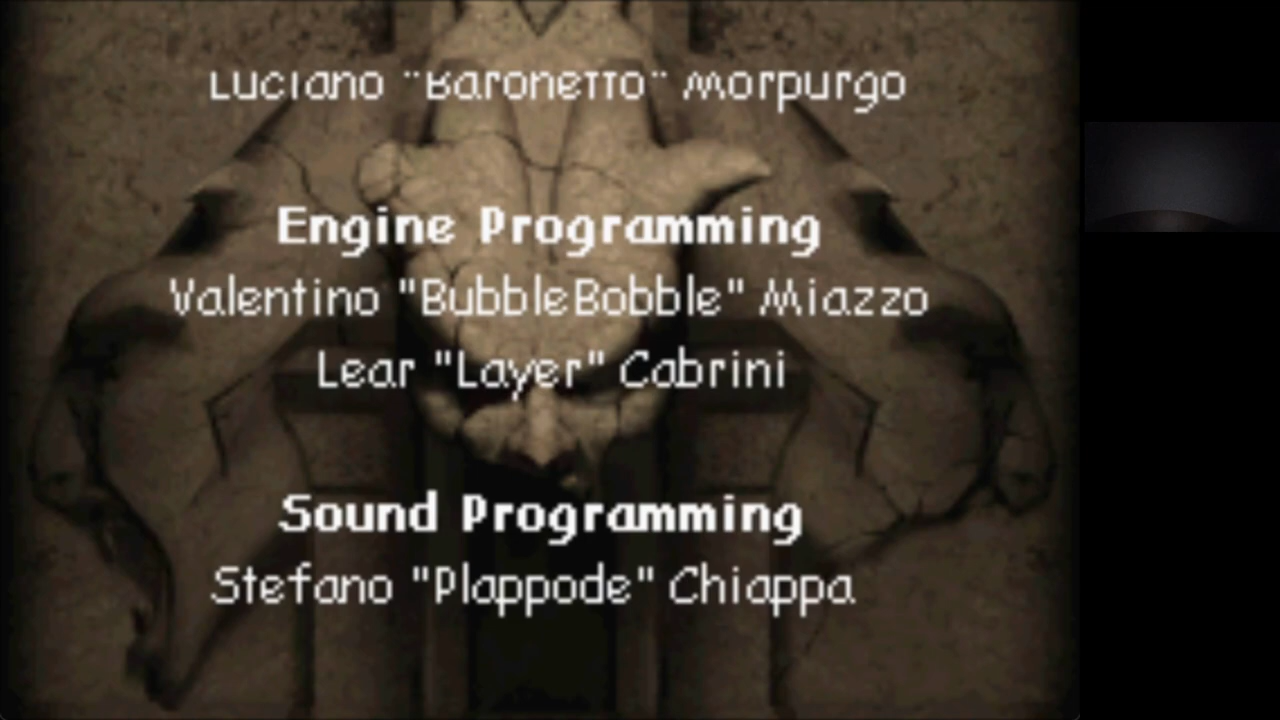 Luciano "Baronetto" Morpurgo
Engine Programming
Valentino "BubbleBobble" Miazzo
Lear "Layer" Cabrini
Sound Programming
Stefano "Plappode" Chiappa